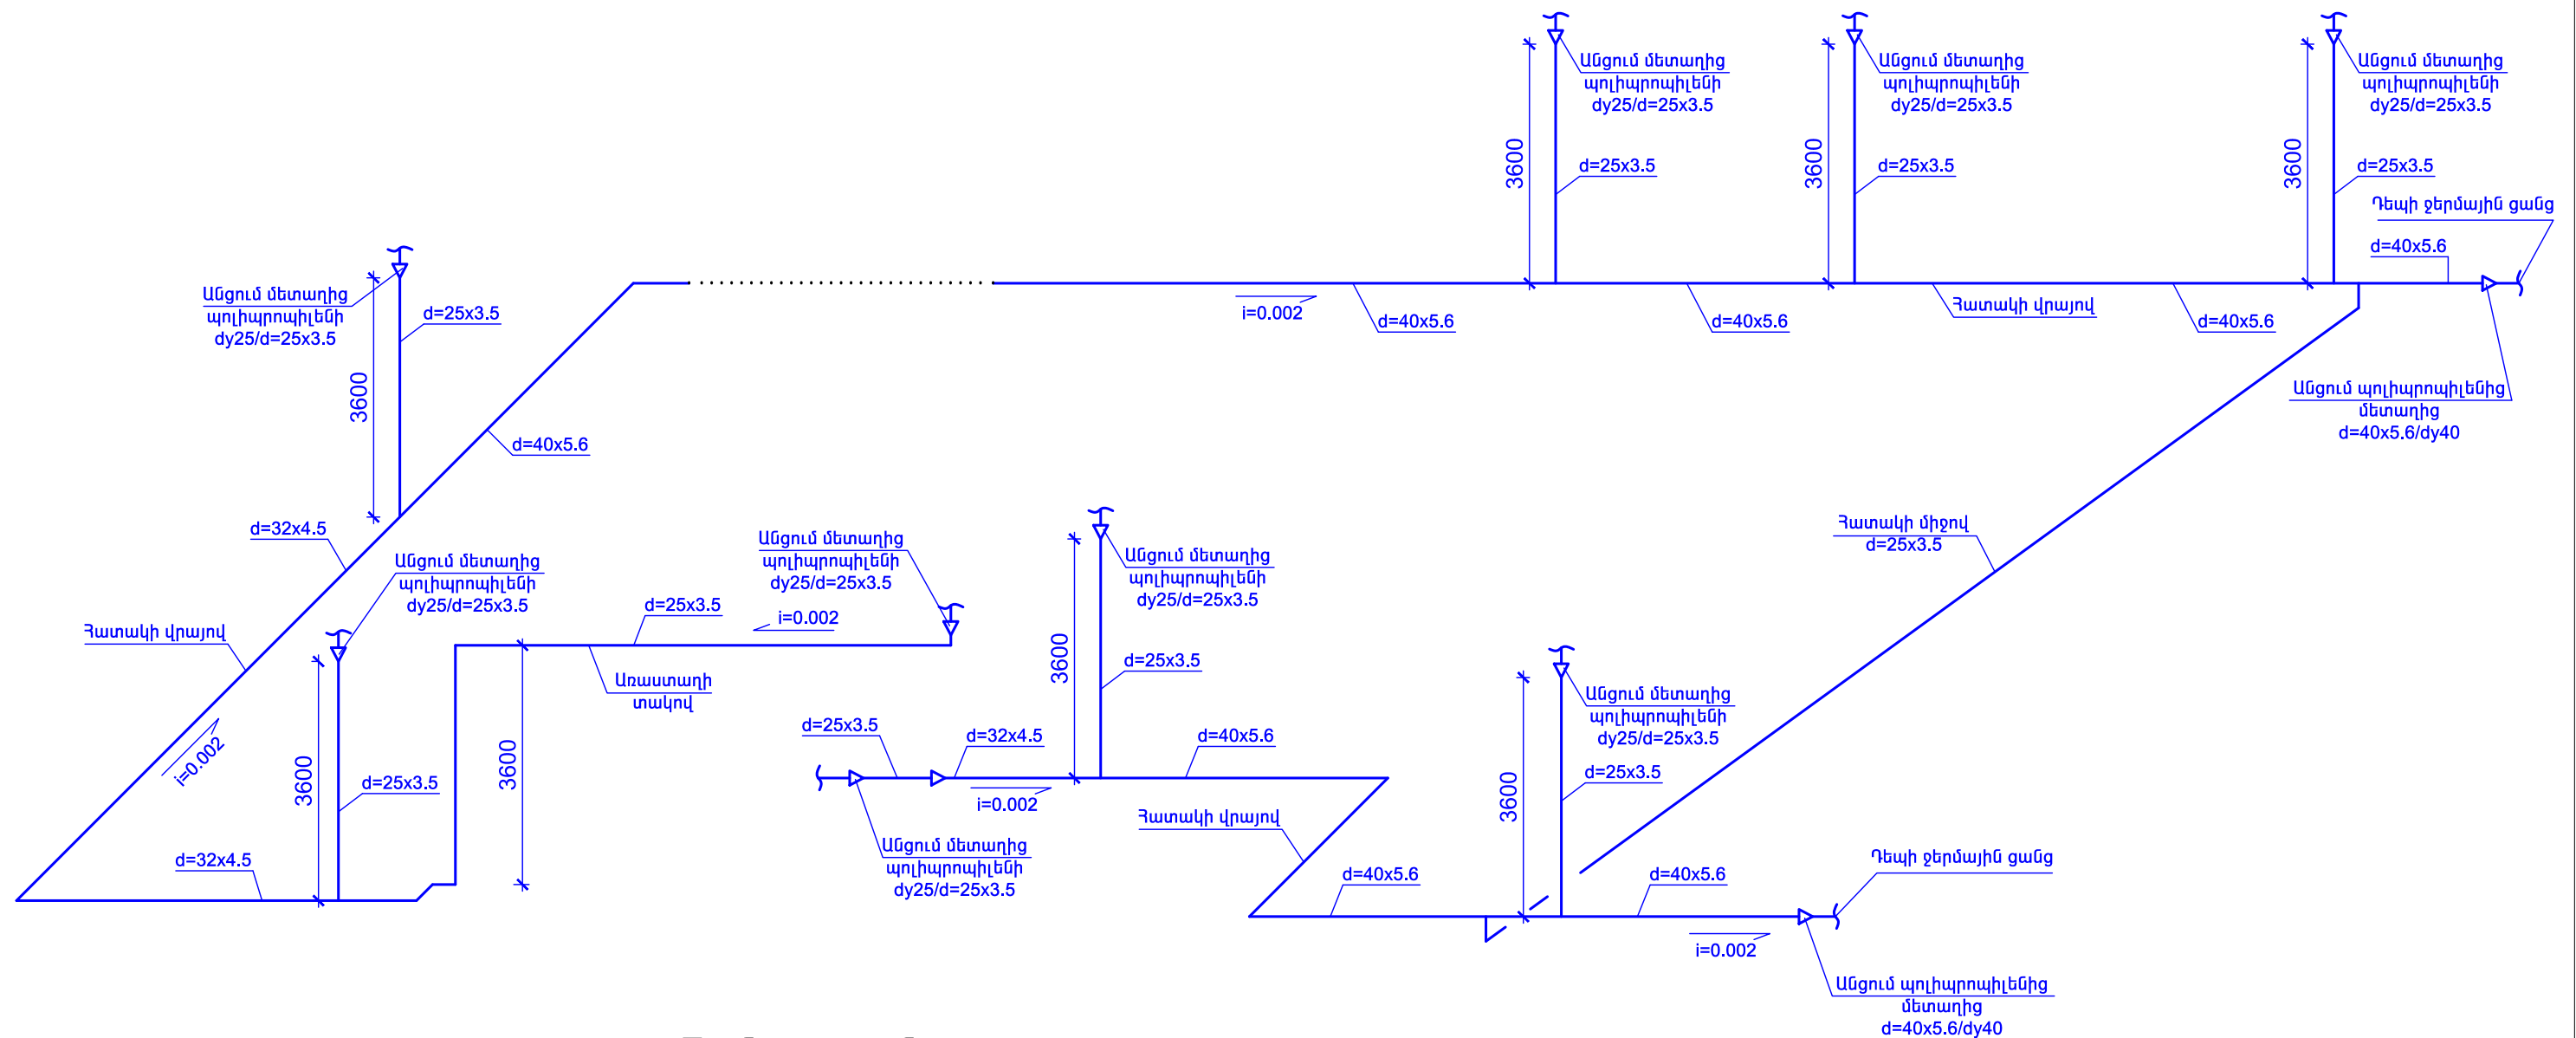 Անցում մետաղից
պոլիպրոպիլենի
dy25/d=25x3.5
Անցում մետաղից
պոլիպրոպիլենի
dy25/d=25x3.5
Անցում մետաղից
պոլիպրոպիլենի
dy25/d=25x3.5
3600
d=25x3.5
3600
d=25x3.5
3600
d=25x3.5
Դեպի ջերմային ցանց
d=40x5.6
Անցում մետաղից
պոլիպրոպիլենի
dy25/d=25x3.5
d=25x3.5
3600
i=0.002
d=40x5.6
d=40x5.6
Հատակի վրայով
d=40x5.6
Անցում պոլիպրոպիլենից
մետաղից
d=40x5.6/dy40
d=40x5.6
d=32x4.5
Հատակի վրայով
i=0.002
Անցում մետաղից
պոլիպրոպիլենի
dy25/d=25x3.5
3600
d=25x3.5
d=32x4.5
3600
d=25x3.5
i=0.002
Առաստաղի
տակով
Անցում մետաղից
պոլիպրոպիլենի
dy25/d=25x3.5
Անցում մետաղից
պոլիպրոպիլենի
dy25/d=25x3.5
3600
d=25x3.5
d=25x3.5
d=32x4.5
d=40x5.6
i=0.002
Անցում մետաղից
պոլիպրոպիլենի
dy25/d=25x3.5
Հատակի վրայով
d=40x5.6
Հատակի միջով
d=25x3.5
Անցում մետաղից
պոլիպրոպիլենի
dy25/d=25x3.5
3600
d=25x3.5
d=40x5.6
Դեպի ջերմային ցանց
i=0.002
Անցում պոլիպրոպիլենից
մետաղից
d=40x5.6/dy40